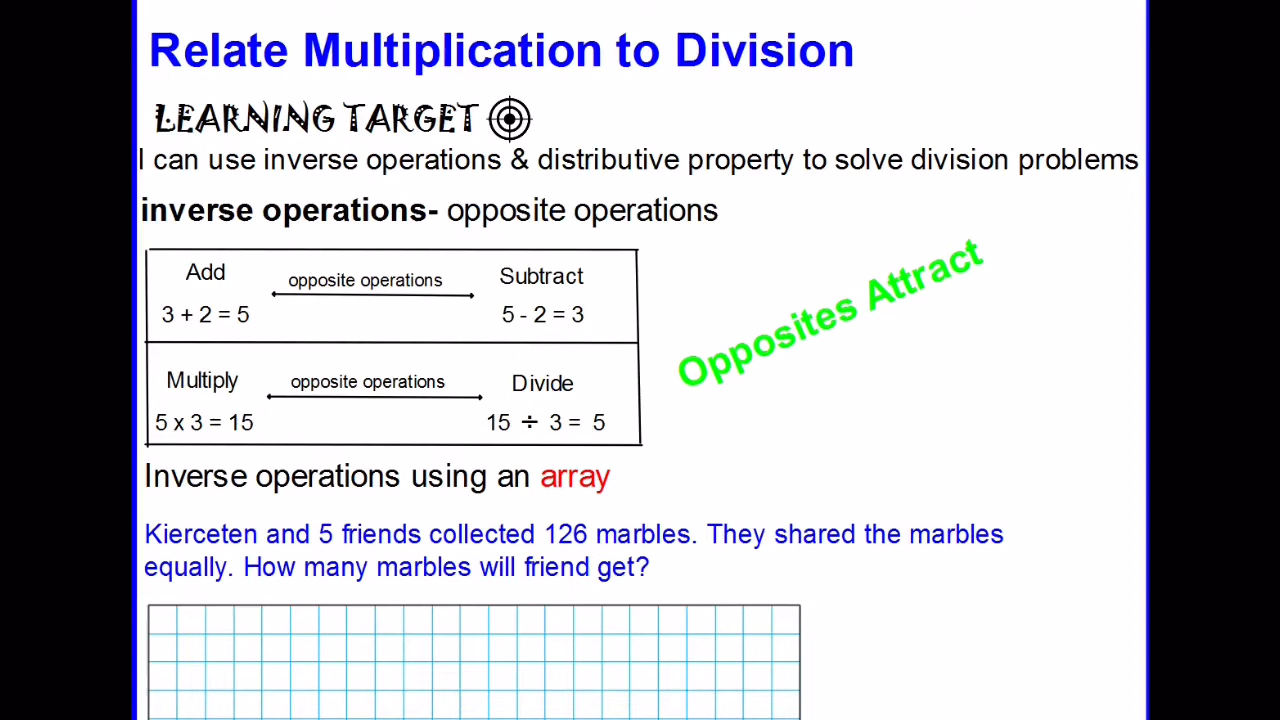 Relate Multiplication to Division
LEARNING TARGET
I can use inverse operations & distributive property to solve division problems
inverse operations- opposite operations
Add opposite operations Subtract
3 + 2 = 5 5 - 2 = 3
Opposites Attract
Multiply opposite operations Divide
5 x 3 = 15 15 ÷ 3 = 5
Inverse operations using an array
Kierceten and 5 friends collected 126 marbles. They shared the marbles
equally. How many marbles will friend get?